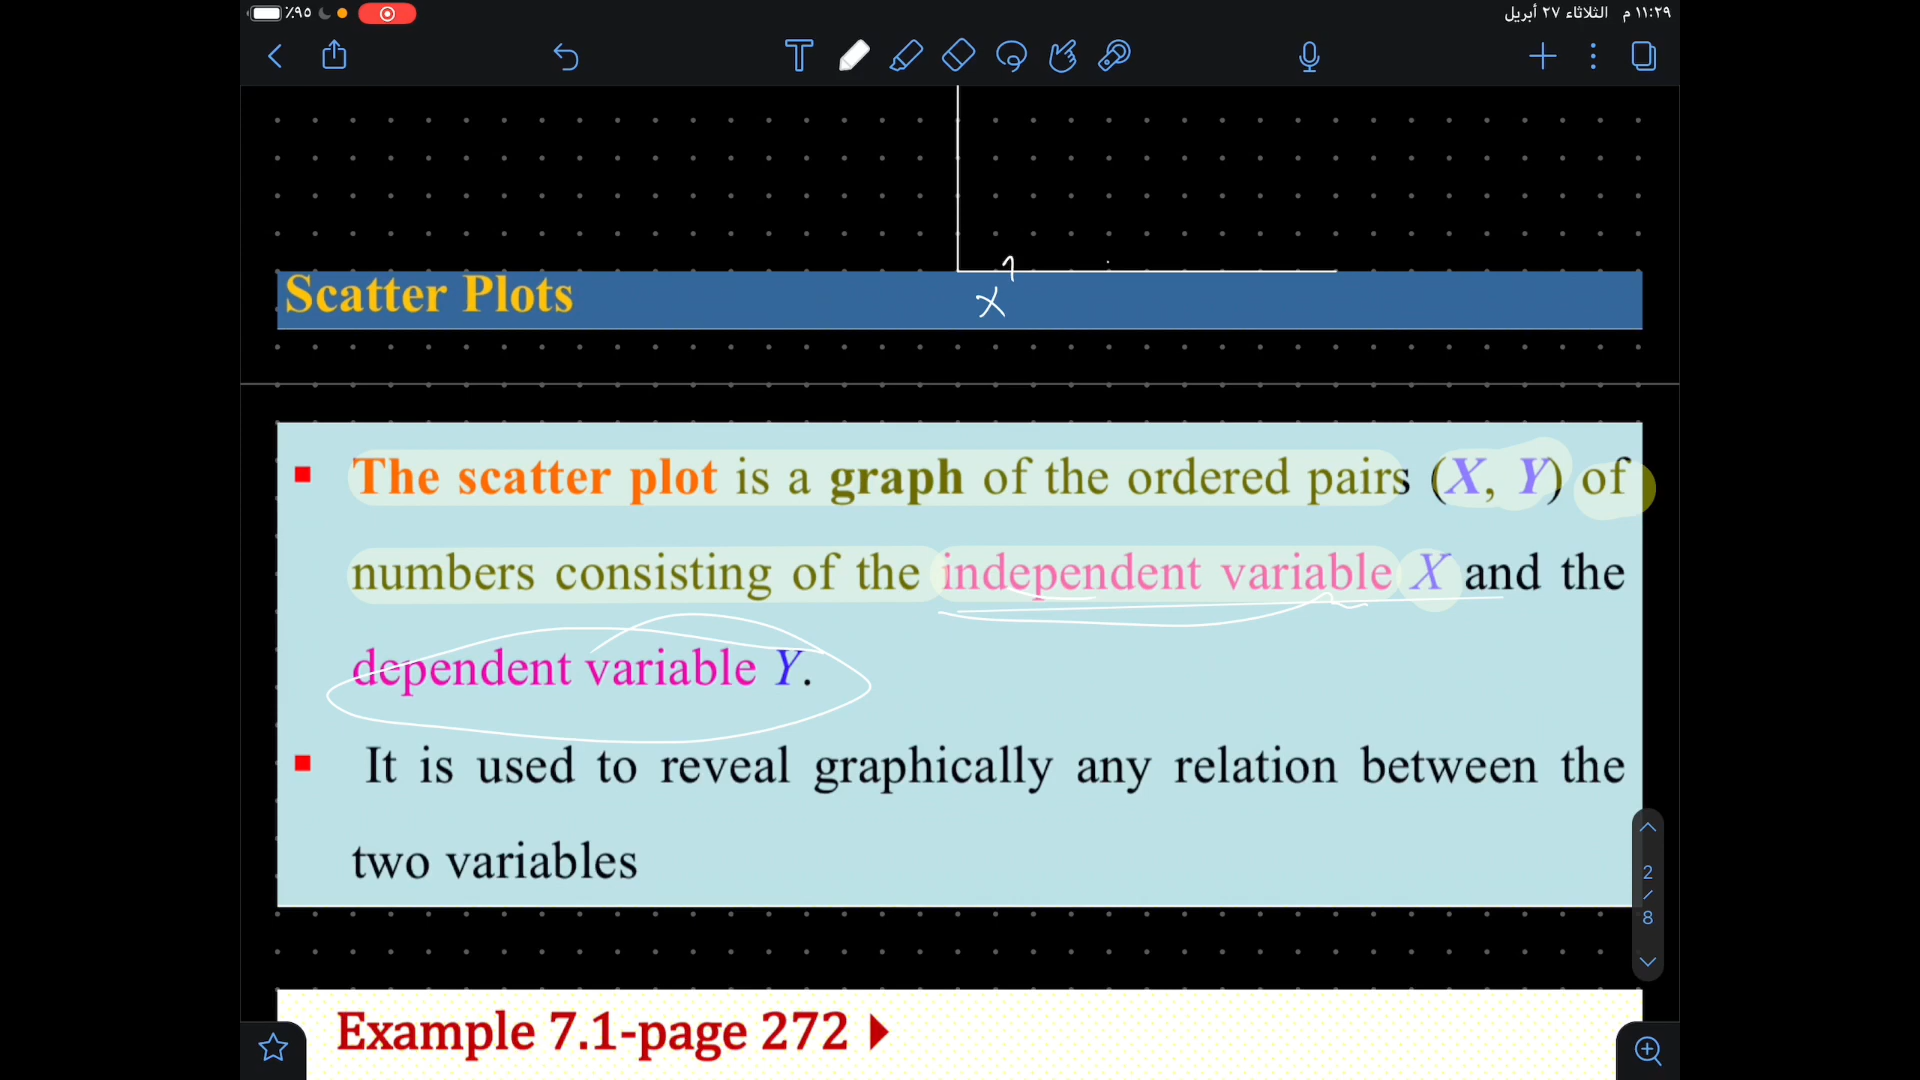 ٪٩٥
١١:٢٩ م الثلاثاء ٢٧ أبريل
Scatter Plots
x
The scatter plot is a graph of the ordered pairs (X, Y) of
numbers consisting of the independent variable X and the
dependent variable Y.
It is used to reveal graphically any relation between the
two variables
2
/
8
Example 7.1-page 272